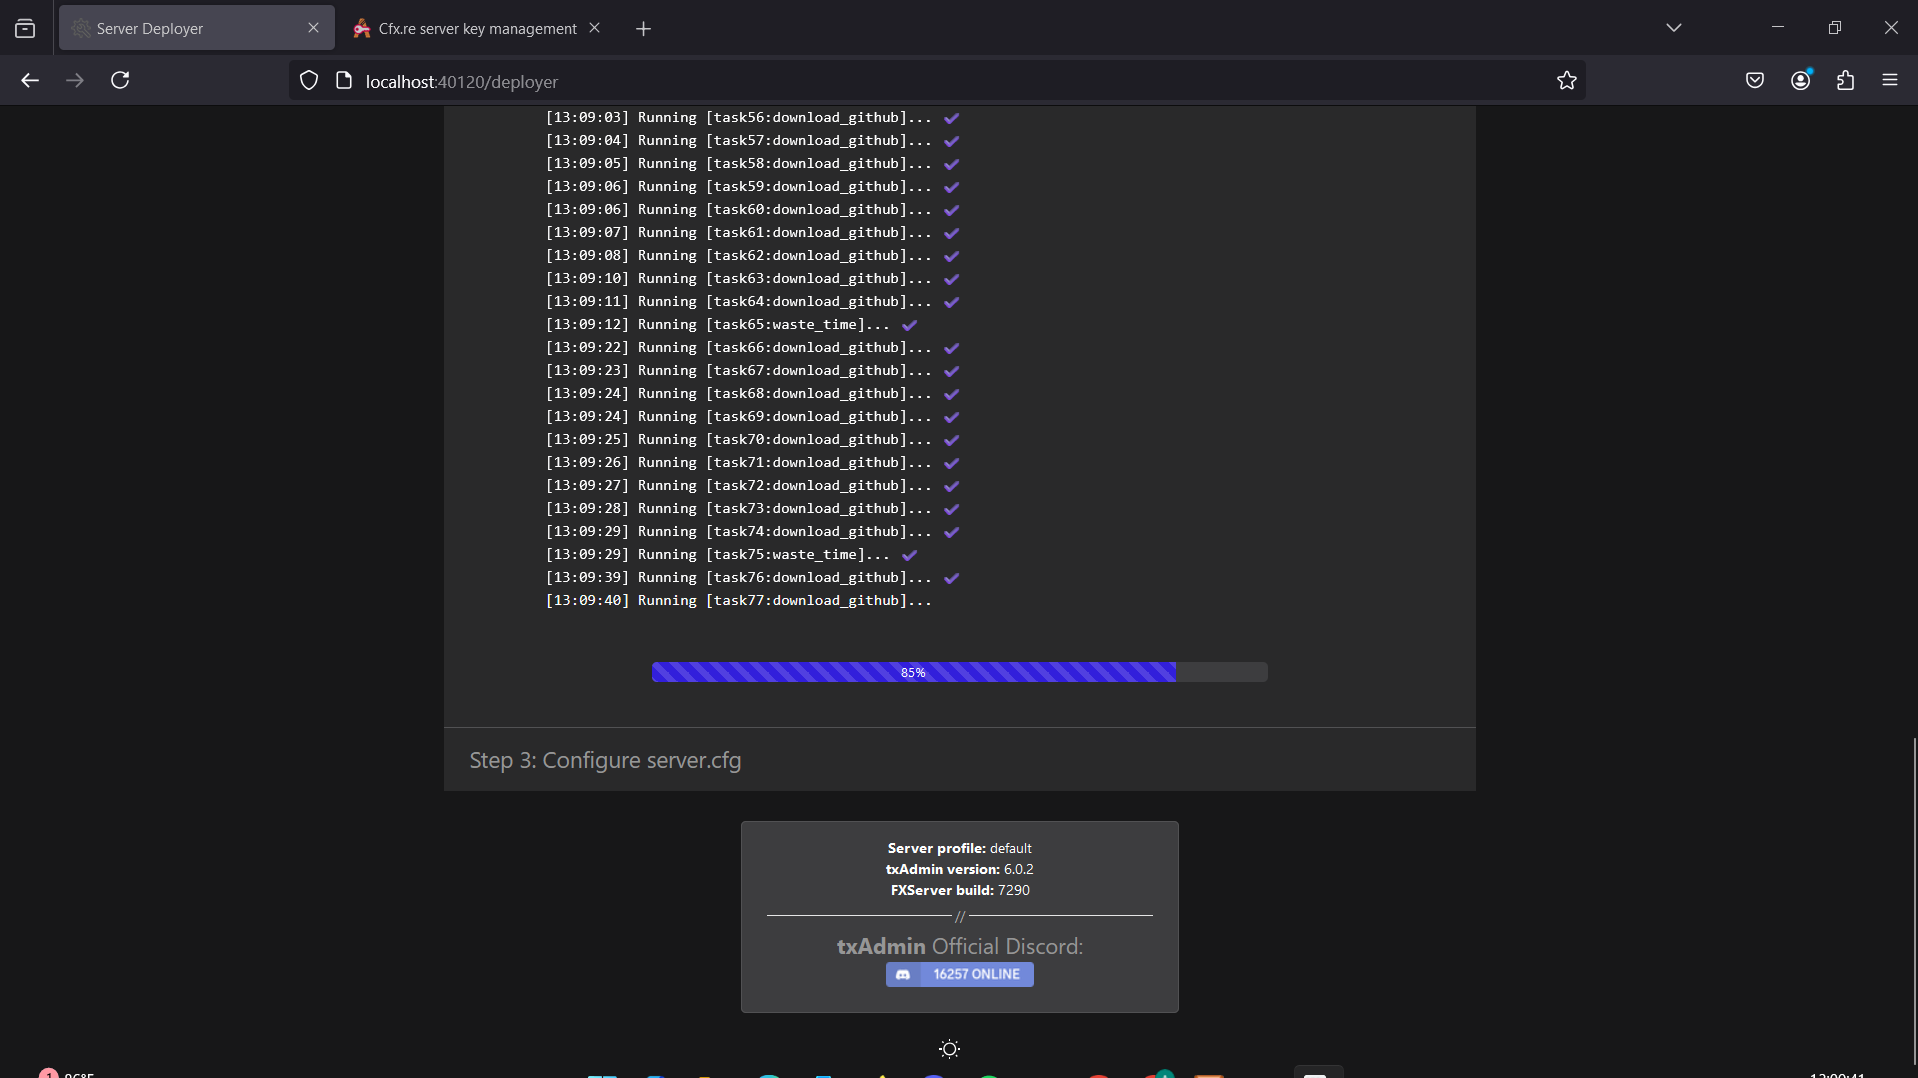 Server Deployer
Cfx.re server key management
localhost:40120/deployer
[13:09:03] Running [task56:download_github]...
[13:09:04] Running [task57:download_github]...
[13:09:05] Running [task58:download_github]...
[13:09:06] Running [task59:download_github]...
[13:09:06] Running [task60:download_github]...
[13:09:07] Running [task61:download_github]...
[13:09:08] Running [task62:download_github]...
[13:09:10] Running [task63:download_github]...
[13:09:11] Running [task64:download_github]...
[13:09:12] Running [task65:waste_time]...
[13:09:22] Running [task66:download_github]...
[13:09:23] Running [task67:download_github]...
[13:09:24] Running [task68:download_github]...
[13:09:24] Running [task69:download_github]...
[13:09:25] Running [task70:download_github]...
[13:09:26] Running [task71:download_github]...
[13:09:27] Running [task72:download_github]...
[13:09:28] Running [task73:download_github]...
[13:09:29] Running [task74:download_github]...
[13:09:29] Running [task75:waste_time]...
[13:09:39] Running [task76:download_github]...
[13:09:40] Running [task77:download_github]...
85%
Step 3: Configure server.cfg
Server profile: default
txAdmin version: 6.0.2
FXServer build: 7290
//
txAdmin Official Discord:
16257 ONLINE